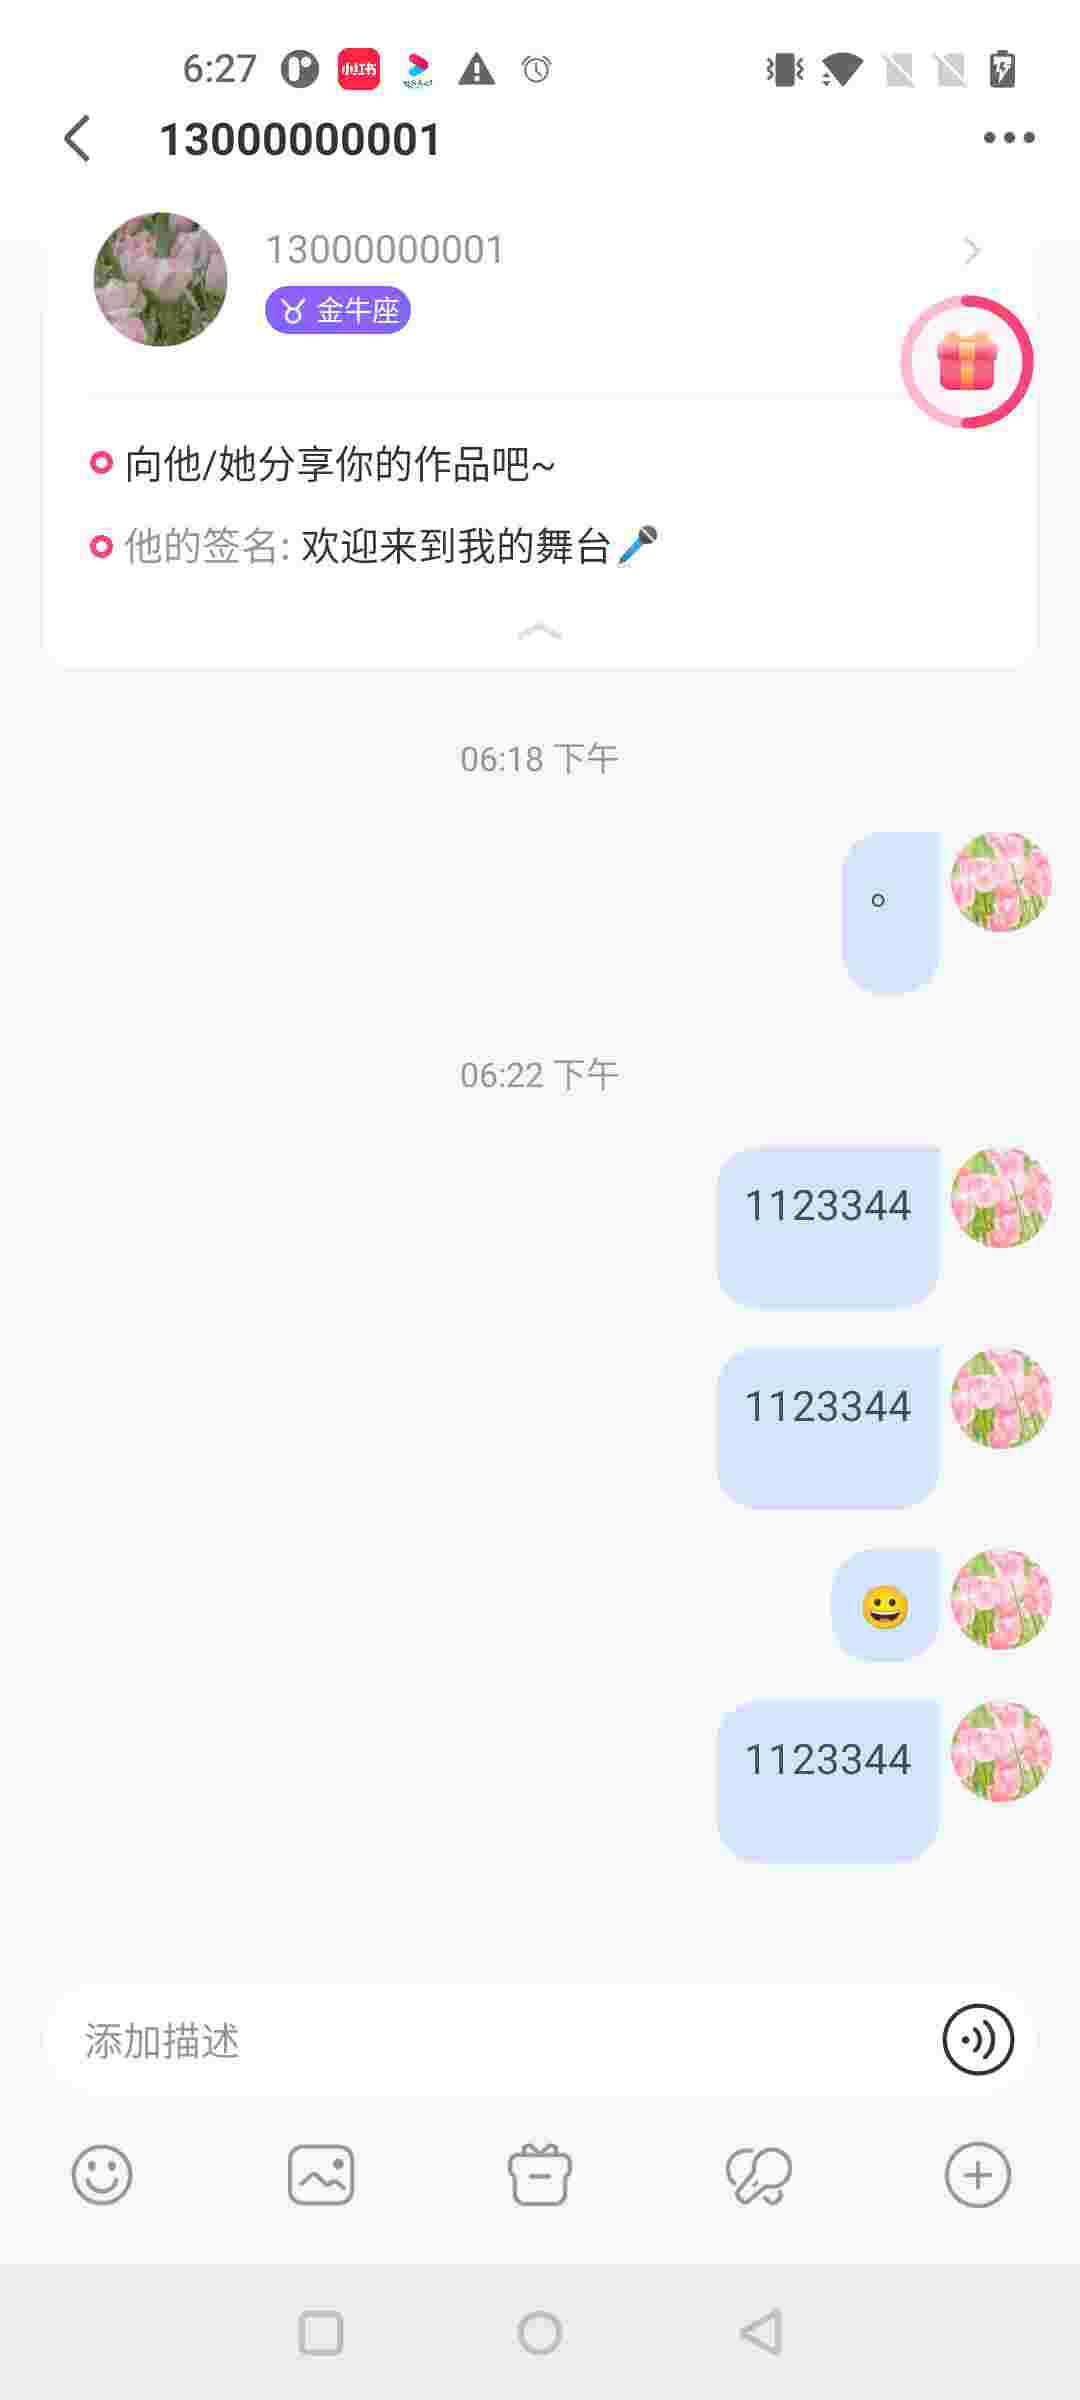 6:27
小红书
13000000001
13000000001
金牛座
向他/她分享你的作品吧~
他的签名: 欢迎来到我的舞台🎤
06:18 下午
。
06:22 下午
1123344
1123344
😀
1123344
添加描述